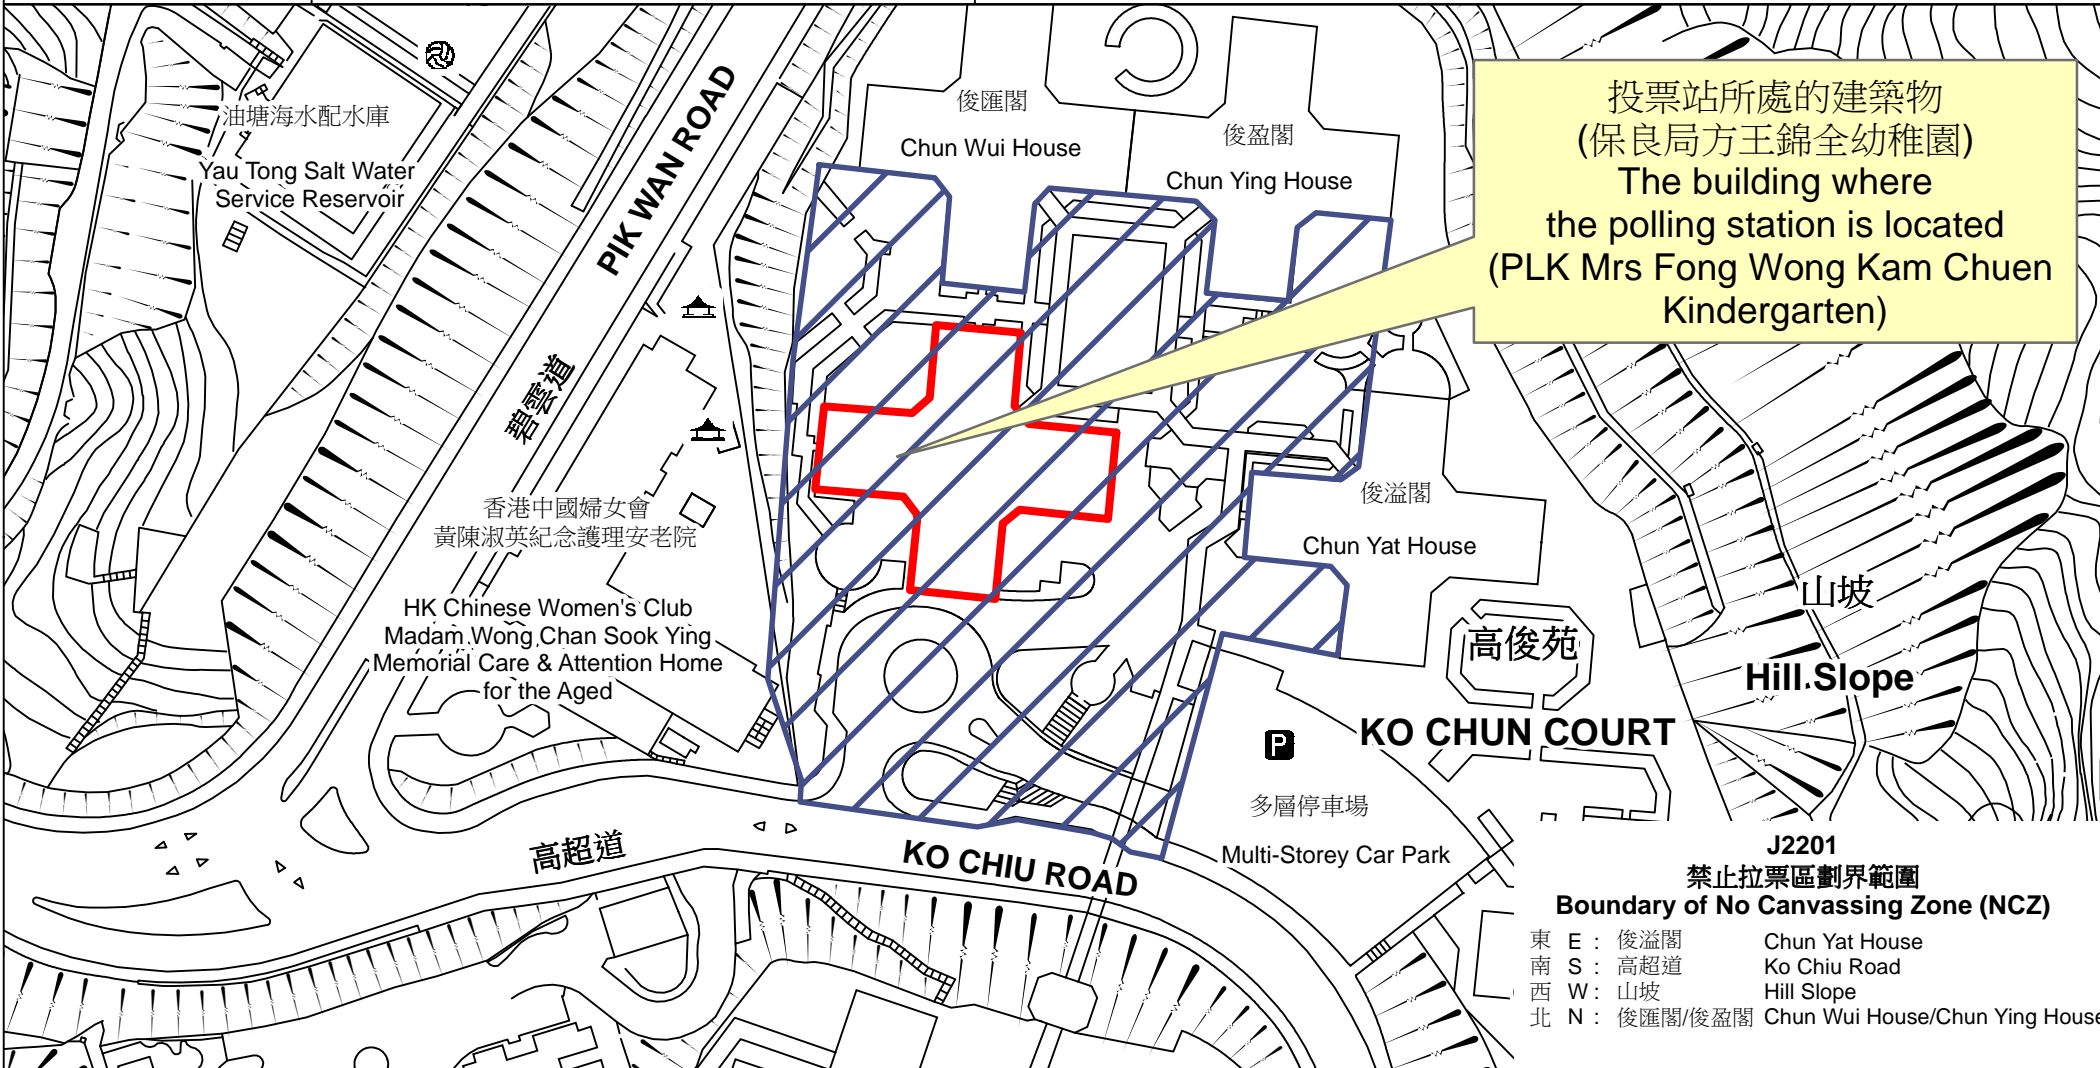 油塘海水配水庫
Yau Tong Salt Water
Service Reservoir
PIK WAN ROAD
碧雲道
俊匯閣
Chun Wui House
俊盈閣
Chun Ying House
投票站所處的建築物
(保良局方王錦全幼稚園)
The building where
the polling station is located
(PLK Mrs Fong Wong Kam Chuen
Kindergarten)
香港中國婦女會
黃陳淑英紀念護理安老院
HK Chinese Women's Club
Madam Wong Chan Sook Ying
Memorial Care & Attention Home
for the Aged
俊溢閣
Chun Yat House
山坡
Hill Slope
高俊苑
KO CHUN COURT
P
多層停車場
Multi-Storey Car Park
高超道
KO CHIU ROAD
J2201
禁止拉票區劃界範圍
Boundary of No Canvassing Zone (NCZ)
東 E : 俊溢閣 Chun Yat House
南 S : 高超道 Ko Chiu Road
西 W : 山坡 Hill Slope
北 N : 俊匯閣/俊盈閣 Chun Wui House/Chun Ying House